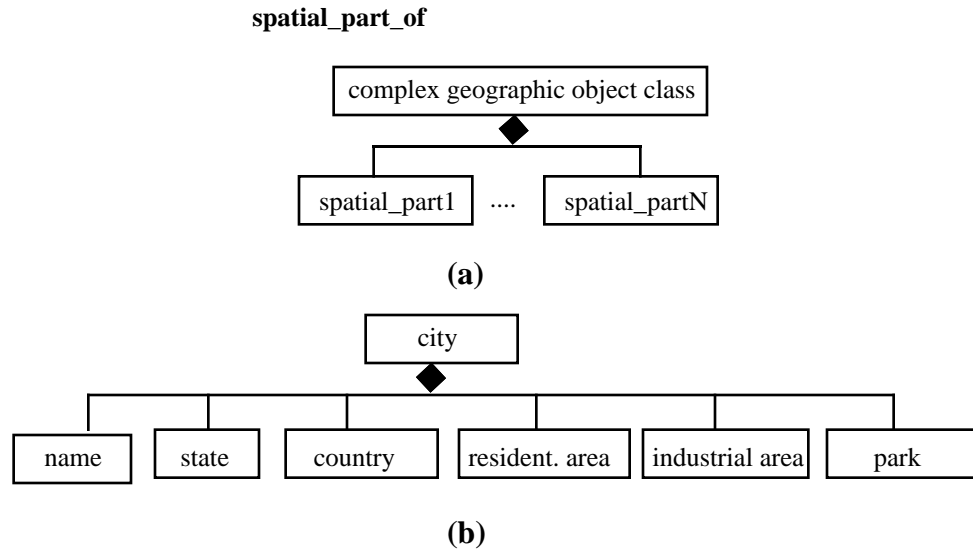 spatial_part_of
complex geographic object class
spatial_part1 .... spatial_partN
(a)
city
name state country resident. area industrial area park
(b)